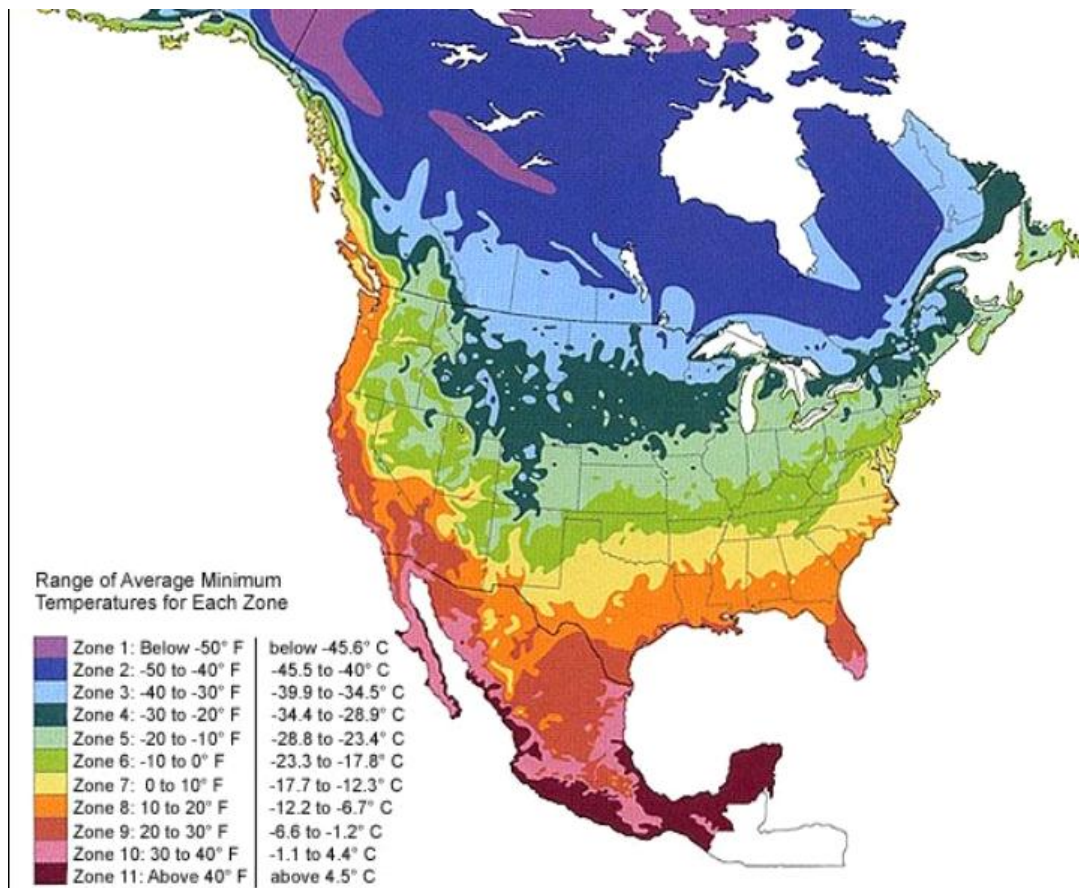 Range of Average Minimum
Temperatures for Each Zone
Zone 1: Below -50° F below -45.6° C
Zone 2: -50 to -40° F -45.5 to -40° C
Zone 3: -40 to -30° F -39.9 to -34.5° C
Zone 4: -30 to -20° F -34.4 to -28.9° C
Zone 5: -20 to -10° F -28.8 to -23.4° C
Zone 6: -10 to 0° F -23.3 to -17.8° C
Zone 7: 0 to 10° F -17.7 to -12.3° C
Zone 8: 10 to 20° F -12.2 to -6.7° C
Zone 9: 20 to 30° F -6.6 to -1.2° C
Zone 10: 30 to 40° F -1.1 to 4.4° C
Zone 11: Above 40° F above 4.5° C